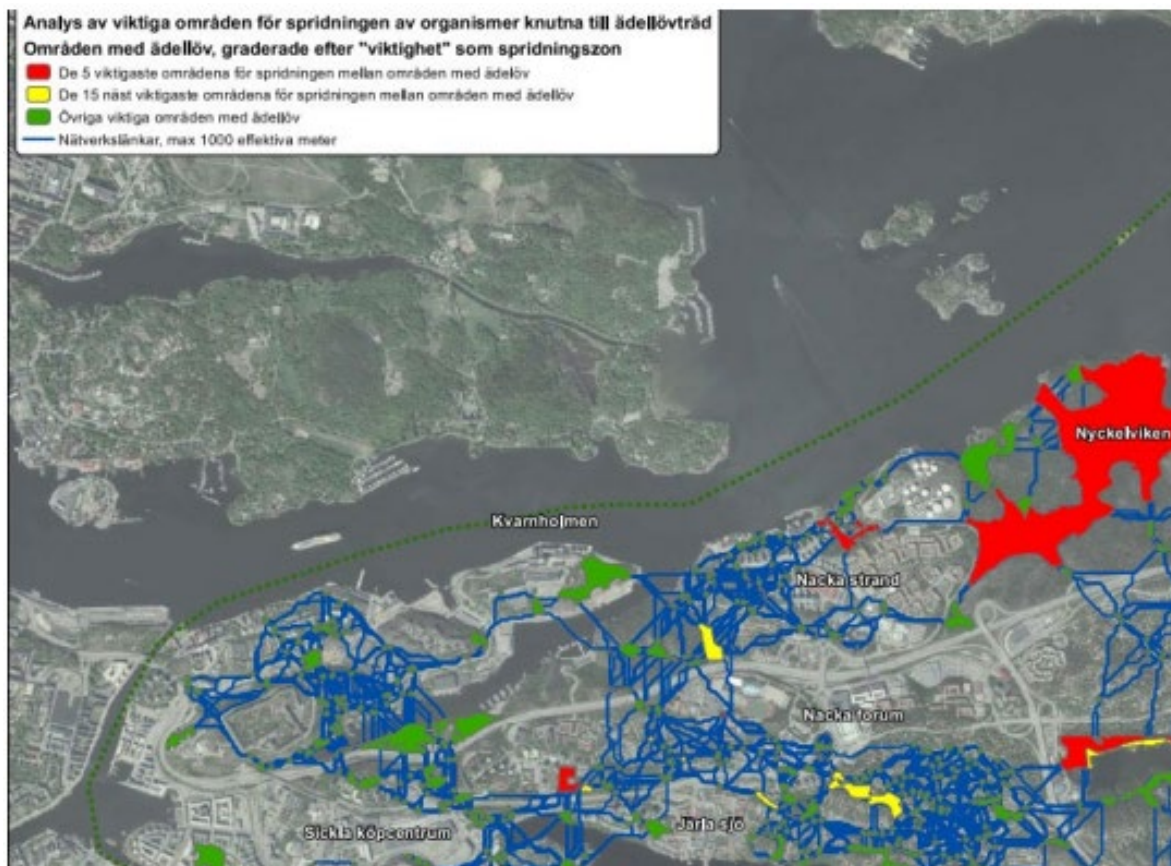 Analys av viktiga områden för spridningen av organismer knutna till ädellövträd
Områden med ädellöv, graderade efter "viktighet" som spridningszon
De 5 viktigaste områdena för spridningen mellan områden med ädelöv
De 15 näst viktigaste områdena för spridningen mellan områden med ädellöv
Övriga viktiga områden med ädellöv
Nätverkslänkar, max 1000 effektiva meter
Nyckelviken
Kvarnholmen
Nacka strand
Nacka forum
Sickla köpcentrum
Järla sjö